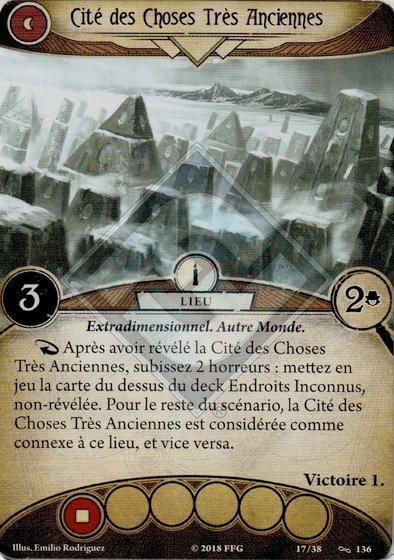 Cité des Choses Très Anciennes
3
LIEU
2
Extradimensionnel. Autre Monde.
Après avoir révélé la Cité des Choses
Très Anciennes, subissez 2 horreurs : mettez en
jeu la carte du dessus du deck Endroits Inconnus,
non-révélée. Pour le reste du scénario, la Cité des
Choses Très Anciennes est considérée comme
connexe à ce lieu, et vice versa.
Victoire 1.
Illus. Emilio Rodriguez
© 2018 FFG
17/38
136